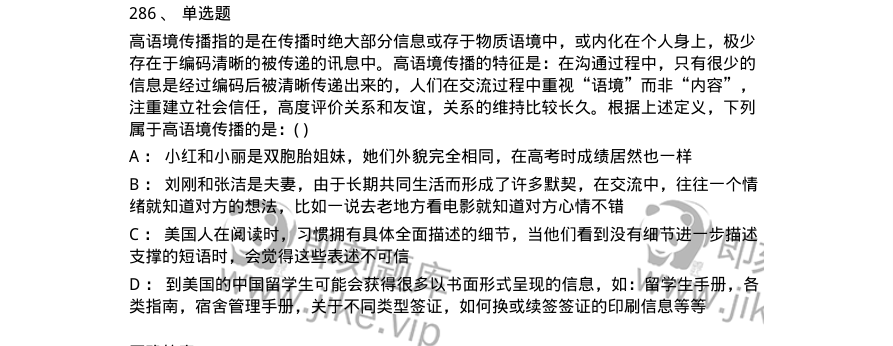 286 、 单选题
高语境传播指的是在传播时绝大部分信息或存于物质语境中，或内化在个人身上，极少
存在于编码清晰的被传递的讯息中。高语境传播的特征是：在沟通过程中，只有很少的
信息是经过编码后被清晰传递出来的，人们在交流过程中重视“语境”而非“内容”，
注重建立社会信任，高度评价关系和友谊，关系的维持比较长久。根据上述定义，下列
属于高语境传播的是：( )
A ： 小红和小丽是双胞胎姐妹，她们外貌完全相同，在高考时成绩居然也一样
B ： 刘刚和张洁是夫妻，由于长期共同生活而形成了许多默契，在交流中，往往一个情
绪就知道对方的想法，比如一说去老地方看电影就知道对方心情不错
C ： 美国人在阅读时，习惯拥有具体全面描述的细节，当他们看到没有细节进一步描述
支撑的短语时，会觉得这些表述不可信
D ： 到美国的中国留学生可能会获得很多以书面形式呈现的信息，如：留学生手册，各
类指南，宿舍管理手册，关于不同类型签证，如何换或续签签证的印刷信息等等
即刻题库
www.jike.vip
即刻
www.jik